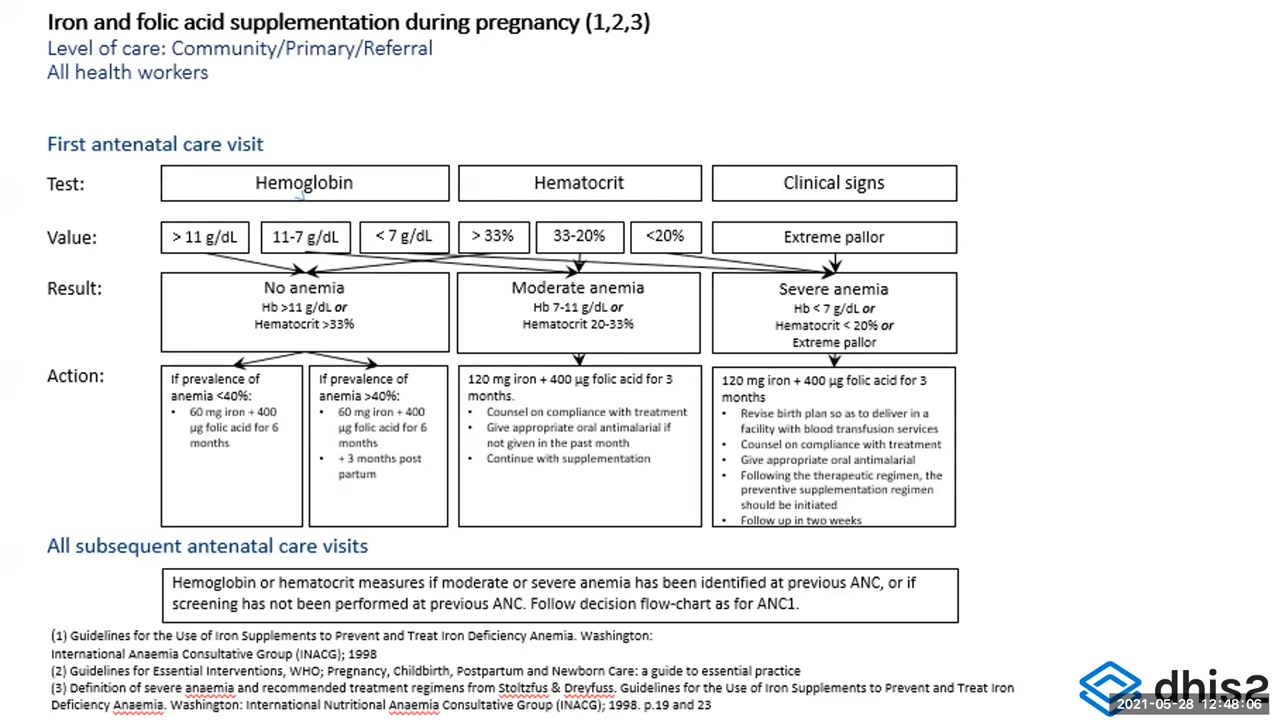 Iron and folic acid supplementation during pregnancy (1,2,3)
Level of care: Community/Primary/Referral
All health workers
First antenatal care visit
Test:
Hemoglobin
Hematocrit
Clinical signs
Value:
> 11 g/dL
11-7 g/dL
< 7 g/dL
> 33%
33-20%
<20%
Extreme pallor
Result:
No anemia
Hb >11 g/dL or
Hematocrit >33%
Moderate anemia
Hb 7-11 g/dL or
Hematocrit 20-33%
Severe anemia
Hb < 7 g/dL or
Hematocrit < 20% or
Extreme pallor
Action:
If prevalence of
anemia <40%:
• 60 mg iron + 400
µg folic acid for 6
months
If prevalence of
anemia >40%:
• 60 mg iron + 400
µg folic acid for 6
months
• + 3 months post
partum
120 mg iron + 400 µg folic acid for 3
months.
• Counsel on compliance with treatment
• Give appropriate oral antimalarial if
not given in the past month
• Continue with supplementation
120 mg iron + 400 µg folic acid for 3
months
• Revise birth plan so as to deliver in a
facility with blood transfusion services
• Counsel on compliance with treatment
• Give appropriate oral antimalarial
• Following the therapeutic regimen, the
preventive supplementation regimen
should be initiated
• Follow up in two weeks
All subsequent antenatal care visits
Hemoglobin or hematocrit measures if moderate or severe anemia has been identified at previous ANC, or if
screening has not been performed at previous ANC. Follow decision flow-chart as for ANC1.
(1) Guidelines for the Use of Iron Supplements to Prevent and Treat Iron Deficiency Anemia. Washington:
International Anaemia Consultative Group (INACG); 1998
(2) Guidelines for Essential Interventions, WHO; Pregnancy, Childbirth, Postpartum and Newborn Care: a guide to essential practice
(3) Definition of severe anaemia and recommended treatment regimens from Stoltzfus & Dreyfuss. Guidelines for the Use of Iron Supplements to Prevent and Treat Iron
Deficiency Anaemia. Washington: International Nutritional Anaemia Consultative Group (INACG); 1998. p.19 and 23
dhis2
2021-05-28 12:48:06